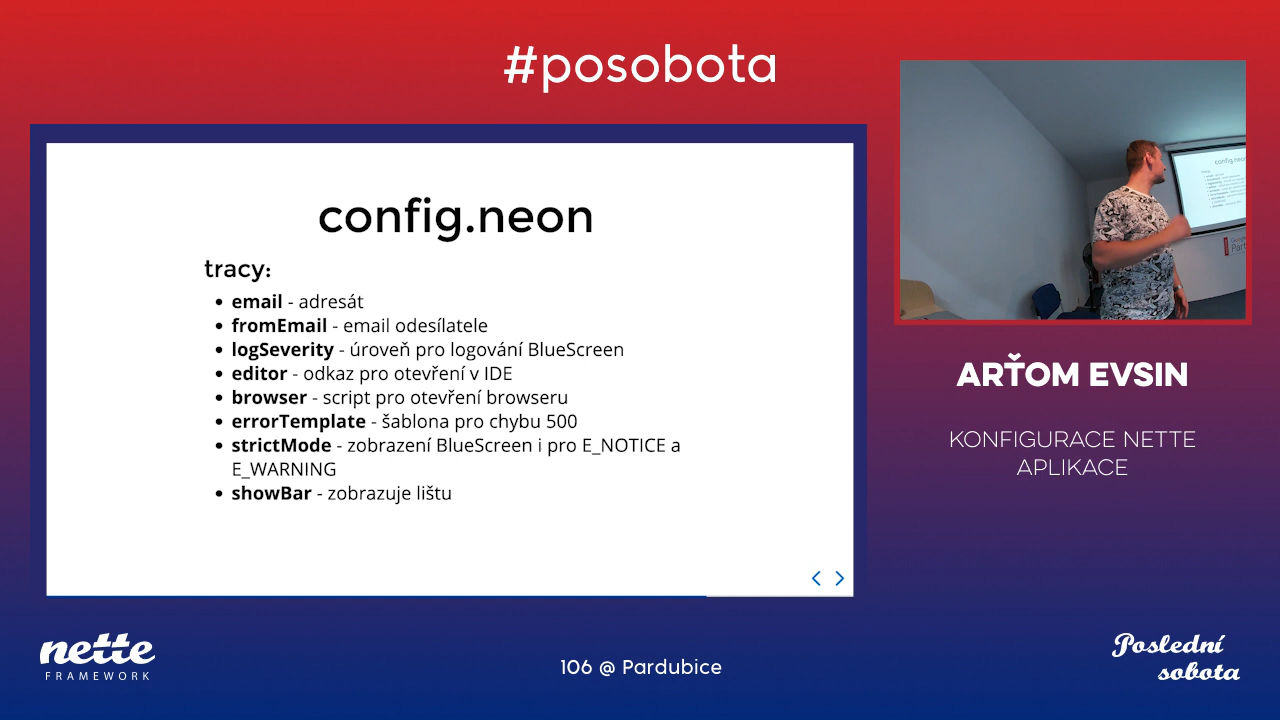 #posobota
config.neon
tracy:
• email - adresát
• fromEmail - email odesílatele
• logSeverity - úroveň pro logování BlueScreen
• editor - odkaz pro otevření v IDE
• browser - script pro otevření browseru
• errorTemplate - šablona pro chybu 500
• strictMode - zobrazení BlueScreen i pro E_NOTICE a
E_WARNING
• showBar - zobrazuje lištu
config.neon
ARŤOM EVSIN
KONFIGURACE NETTE
APLIKACE
nette
FRAMEWORK
106 @ Pardubice
Poslední
sobota